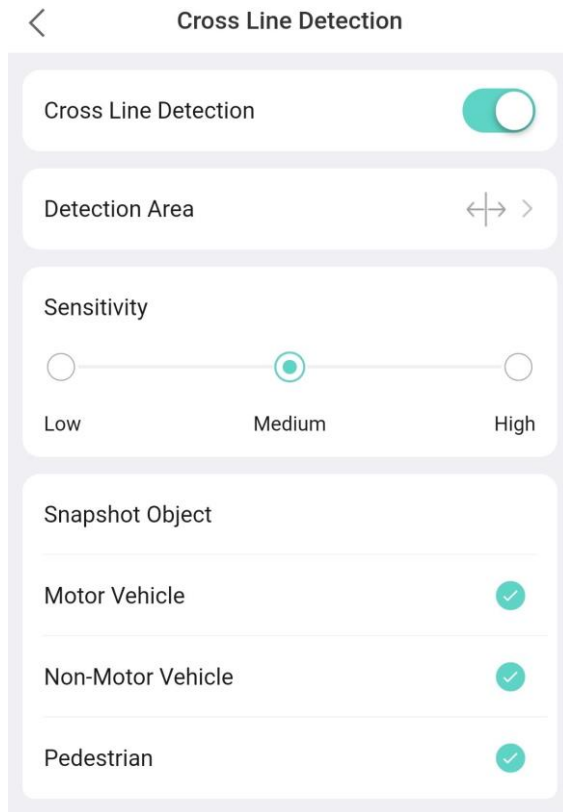 Cross Line Detection
Cross Line Detection
Detection Area
Sensitivity
Low Medium High
Snapshot Object
Motor Vehicle
Non-Motor Vehicle
Pedestrian